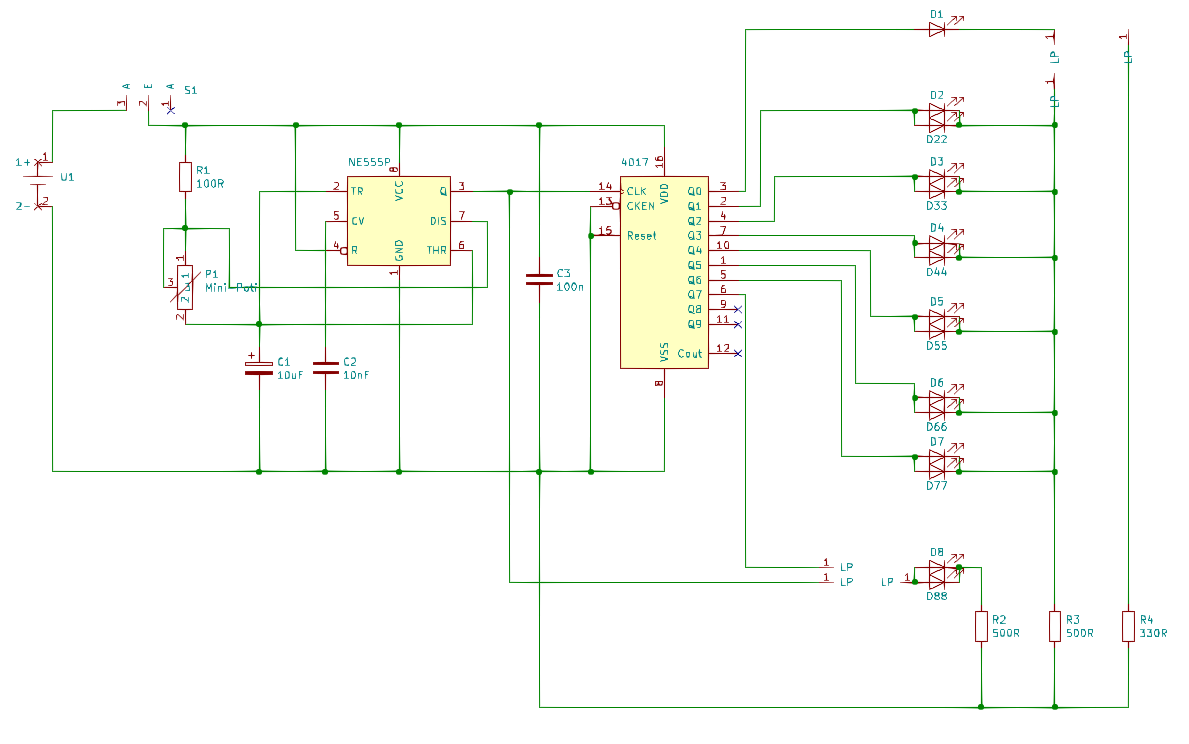 D1
1
LP
1
LP
1
LP
A
E
A
3
2
1
S1
1+
1
U1
2-
2
R1
100R
1
3
2
P1
Mini-Poti
NE555P
8
VCC
2
TR
5
CV
4
R
Q
3
DIS
7
THR
6
GND
1
C1
10uF
C2
10nF
C3
100n
4017
16
VDD
14
CLK
13
CKEN
15
Reset
Q0
3
Q1
2
Q2
4
Q3
7
Q4
10
Q5
1
Q6
5
Q7
6
Q8
9
Q9
11
Cout
12
VSS
8
D2
D22
D3
D33
D4
D44
D5
D55
D6
D66
D7
D77
D8
D88
1
LP
1
LP
LP
1
R2
500R
R3
500R
R4
330R